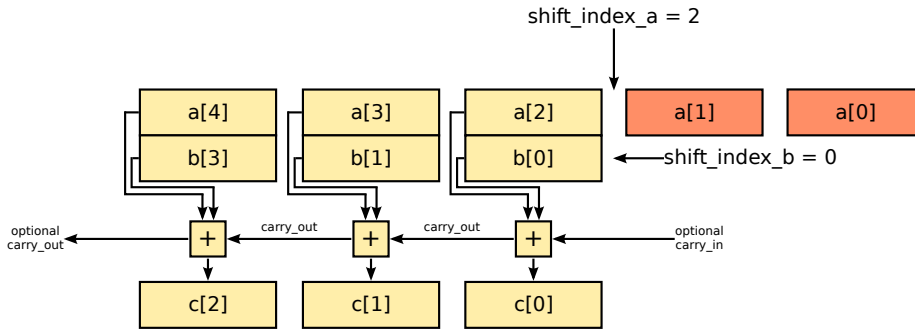 shift_index_a = 2
a[4]
a[3]
a[2]
a[1]
a[0]
b[3]
b[1]
b[0]
shift_index_b = 0
optional
carry_out
+
carry_out
+
carry_out
+
optional
carry_in
c[2]
c[1]
c[0]